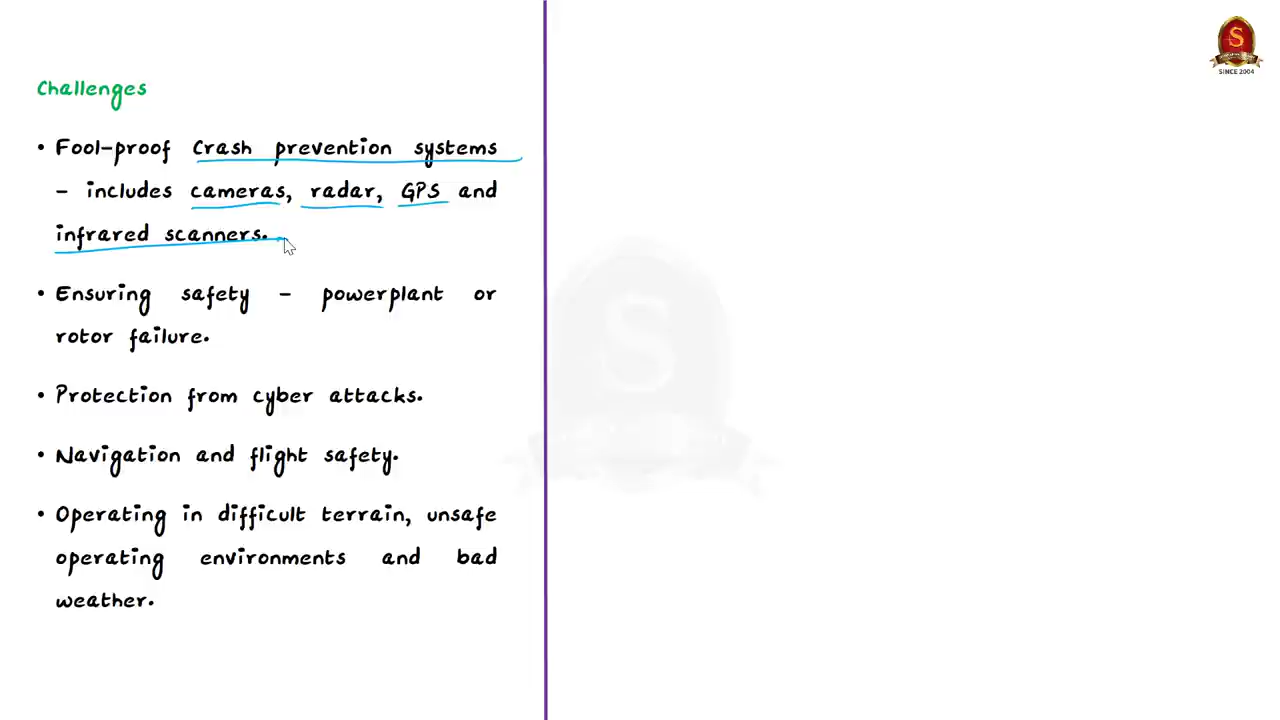 Challenges
• Fool-proof Crash prevention systems
- includes cameras, radar, GPS and
infrared scanners.
• Ensuring safety - powerplant or
rotor failure.
• Protection from cyber attacks.
• Navigation and flight safety.
• Operating in difficult terrain, unsafe
operating environments and bad
weather.
S
SINCE 2004
S